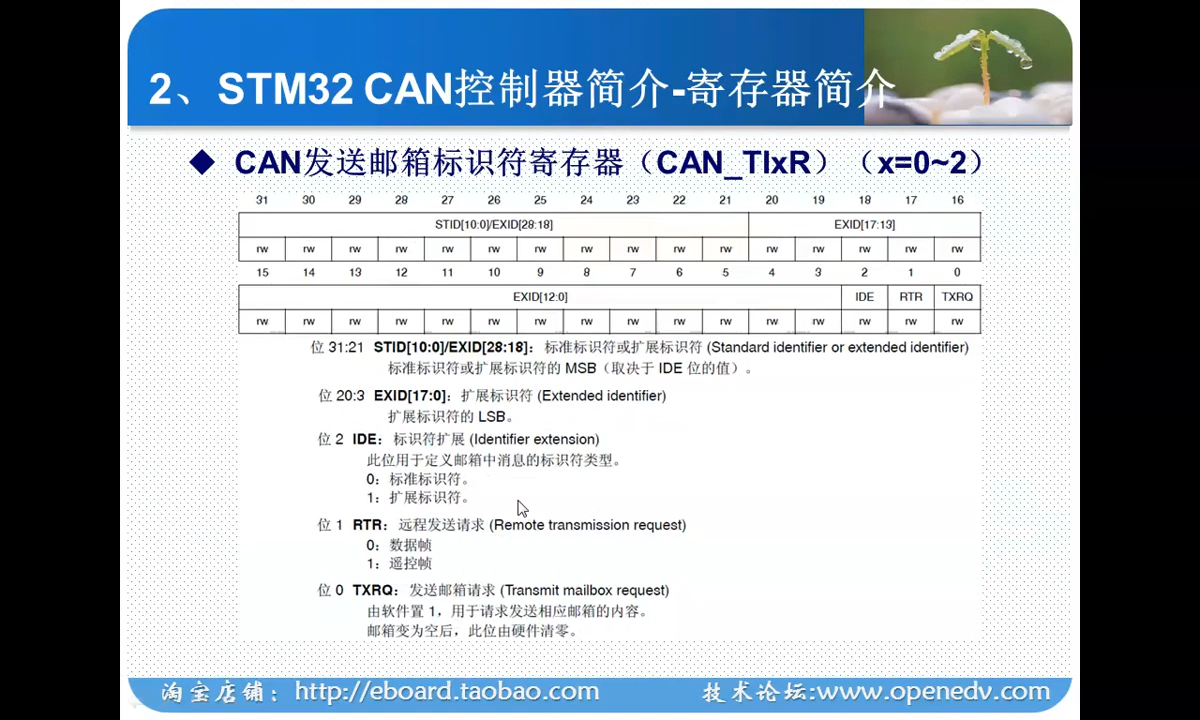 2、STM32 CAN控制器简介-寄存器简介
◆ CAN发送邮箱标识符寄存器（CAN_TIxR）（x=0~2）
31 30 29 28 27 26 25 24 23 22 21 20 19 18 17 16
STID[10:0]/EXID[28:18] EXID[17:13]
rw rw rw rw rw rw rw rw rw rw rw rw rw rw rw rw
15 14 13 12 11 10 9 8 7 6 5 4 3 2 1 0
EXID[12:0] IDE RTR TXRQ
rw rw rw rw rw rw rw rw rw rw rw rw rw rw rw rw
位 31:21 STID[10:0]/EXID[28:18]：标准标识符或扩展标识符 (Standard identifier or extended identifier)
标准标识符或扩展标识符的 MSB（取决于 IDE 位的值）。
位 20:3 EXID[17:0]：扩展标识符 (Extended identifier)
扩展标识符的 LSB。
位 2 IDE：标识符扩展 (Identifier extension)
此位用于定义邮箱中消息的标识符类型。
0：标准标识符。
1：扩展标识符。
位 1 RTR：远程发送请求 (Remote transmission request)
0：数据帧
1：遥控帧
位 0 TXRQ：发送邮箱请求 (Transmit mailbox request)
由软件置 1，用于请求发送相应邮箱的内容。
邮箱变为空后，此位由硬件清零。
淘宝店铺：http://eboard.taobao.com 技术论坛:www.openedv.com